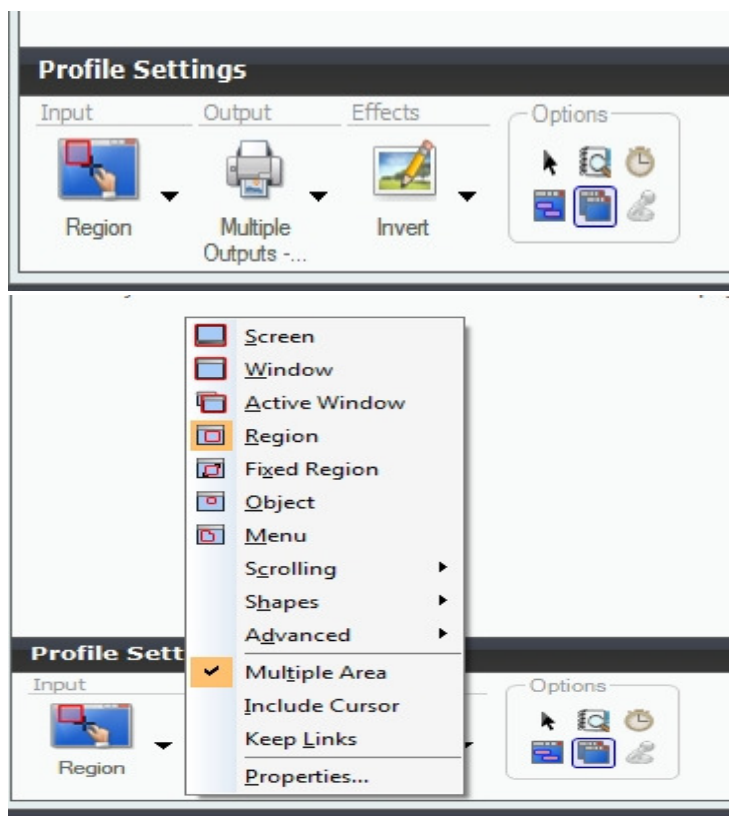 Profile Settings
Input Output Effects Options
Region Multiple Invert
Outputs -...
Screen
Window
Active Window
Region
Fixed Region
Object
Menu
Scrolling
Shapes
Advanced
Profile Sett
Multiple Area
Input Options
Include Cursor
Keep Links
Region
Properties...